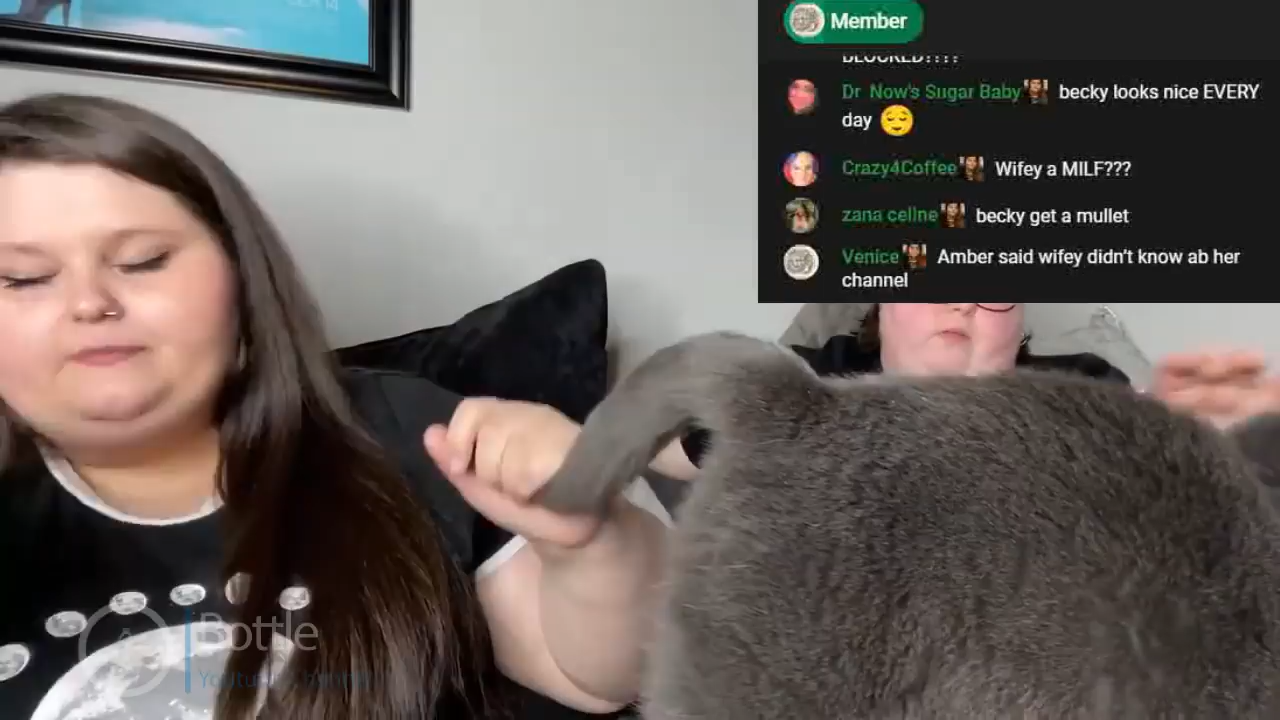 Member
BLOCKED????
Dr Now's Sugar Baby becky looks nice EVERY
day
Crazy4Coffee Wifey a MILF???
zana celine becky get a mullet
Venice Amber said wifey didn't know ab her
channel
Bottle